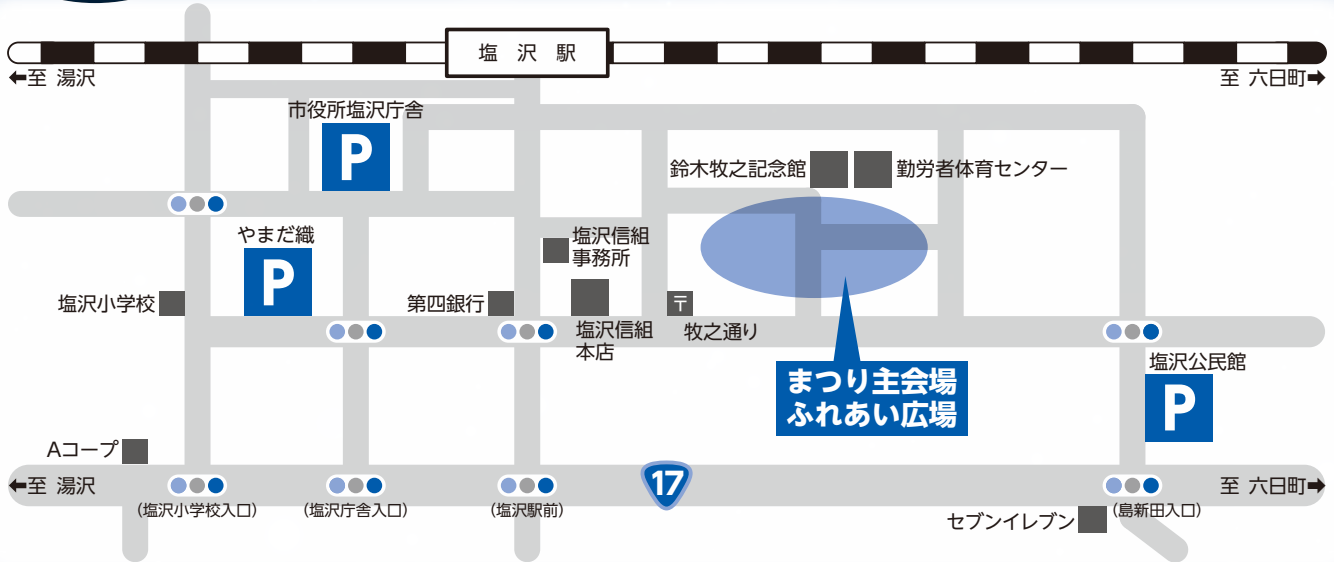 塩沢駅
←至 湯沢
至 六日町→
市役所塩沢庁舎
P
鈴木牧之記念館
勤労者体育センター
やまだ織
P
塩沢信組
事務所
塩沢小学校
第四銀行
〒
塩沢信組
本店
牧之通り
まつり主会場
ふれあい広場
塩沢公民館
P
Aコープ
←至 湯沢
17
至 六日町→
(塩沢小学校入口)
(塩沢庁舎入口)
(塩沢駅前)
(島新田入口)
セブンイレブン